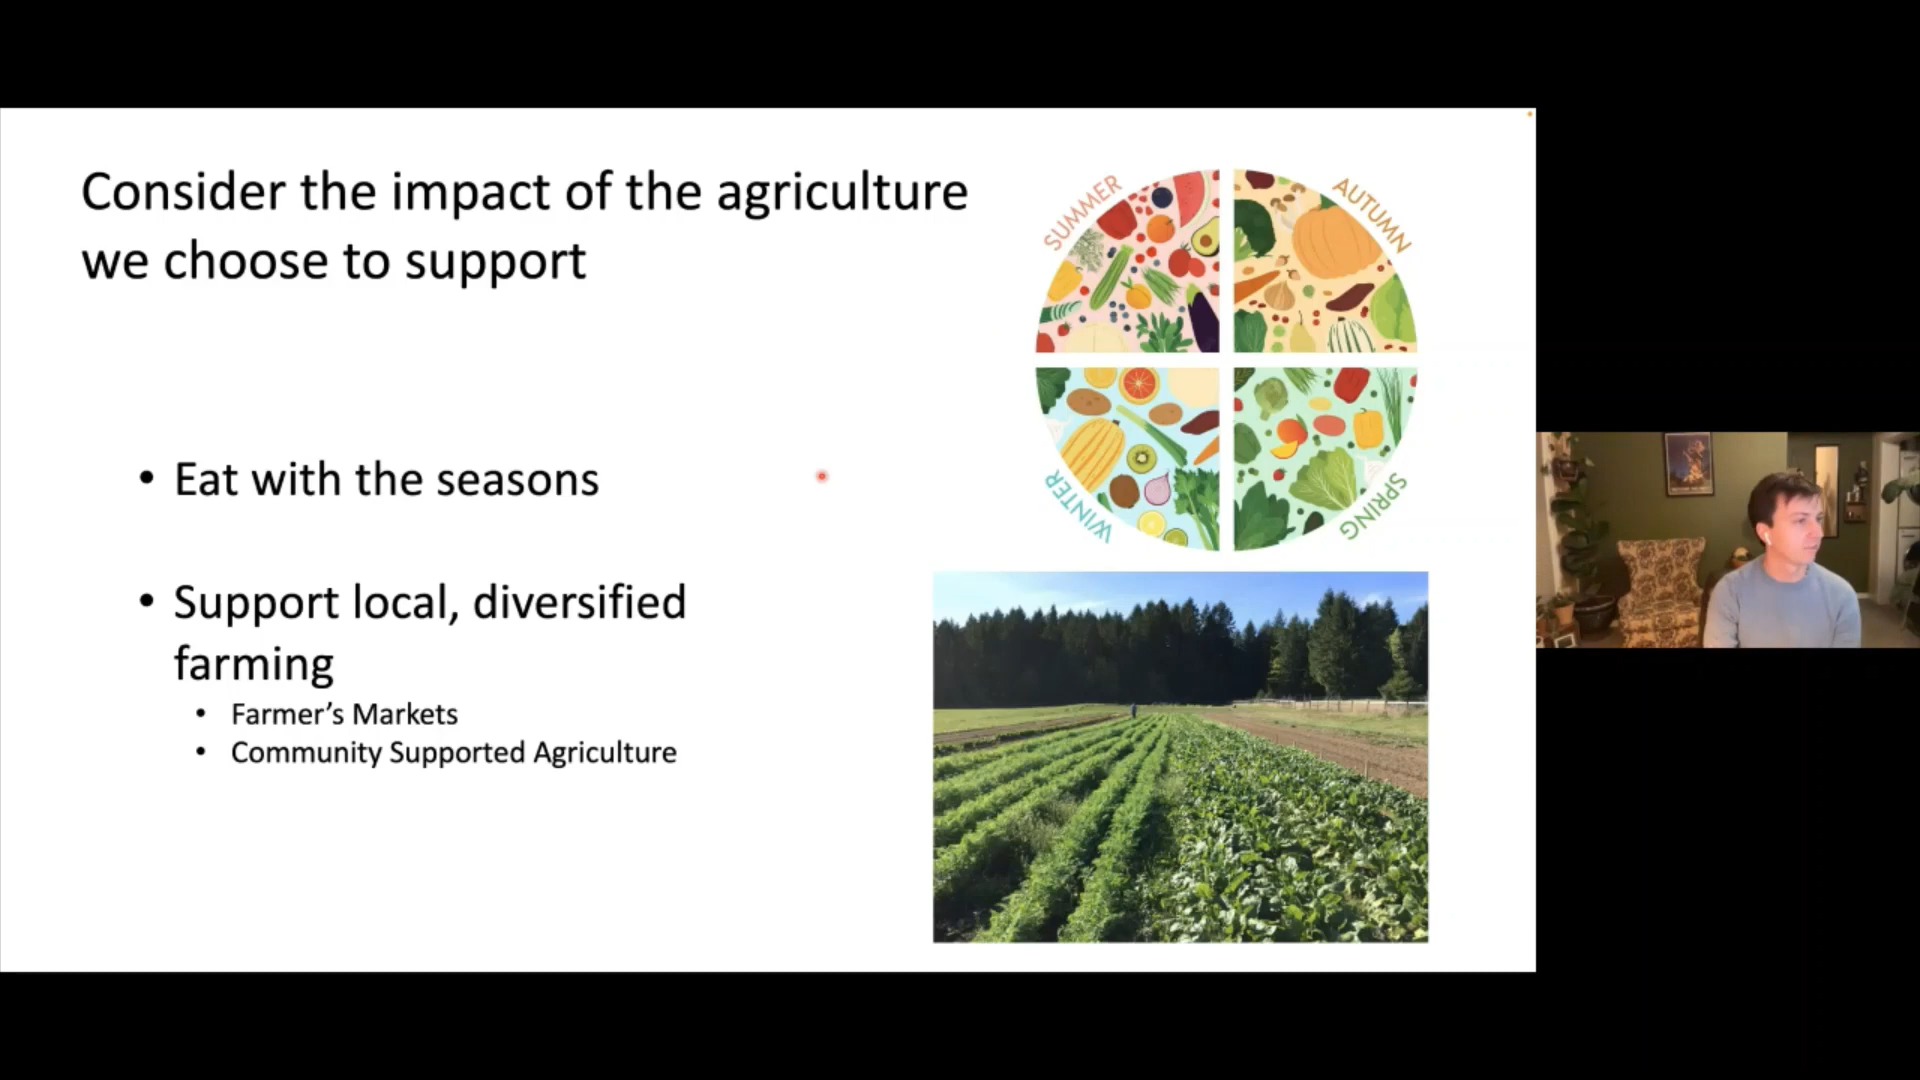 Consider the impact of the agriculture
we choose to support
SUMMER
AUTUMN
WINTER
SPRING
• Eat with the seasons
• Support local, diversified
farming
• Farmer’s Markets
• Community Supported Agriculture